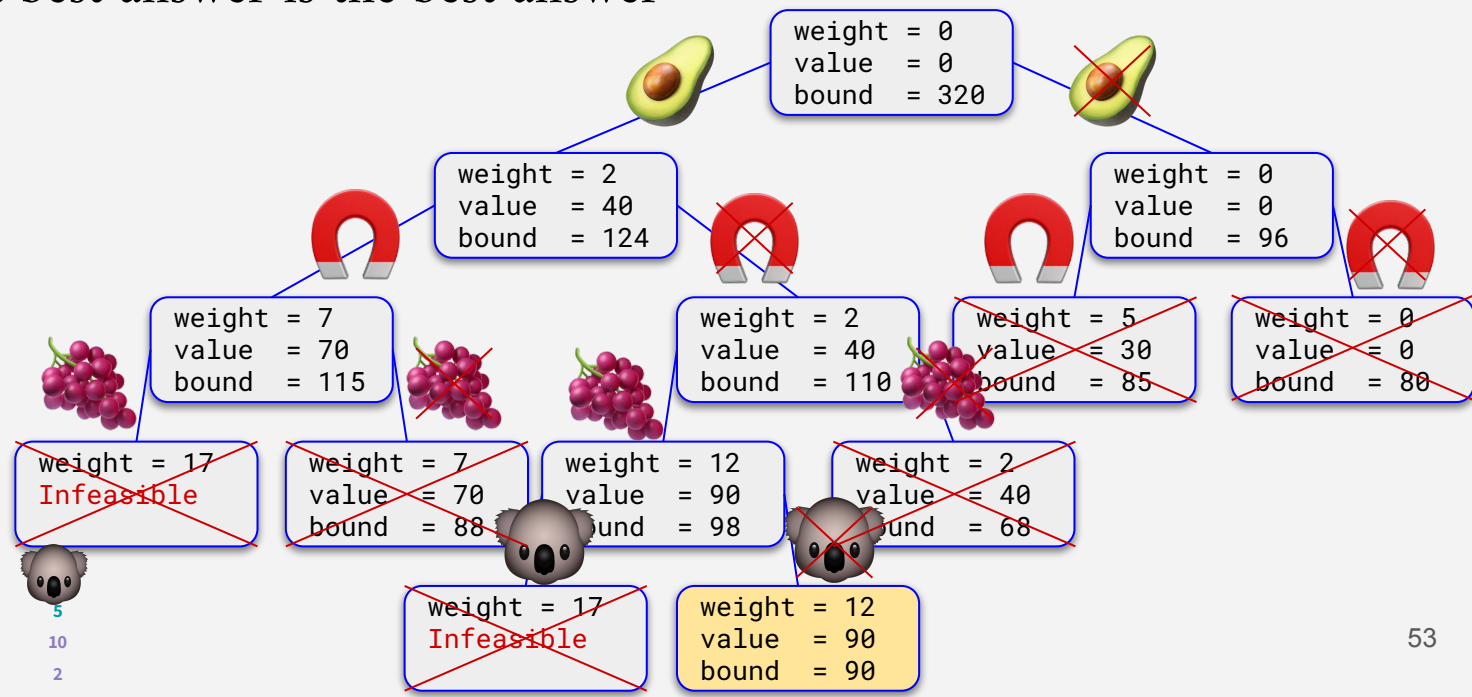 best answer is the best answer
weight = 0
value = 0
bound = 320
weight = 2
value = 40
bound = 124
weight = 0
value = 0
bound = 96
weight = 7
value = 70
bound = 115
weight = 2
value = 40
bound = 110
weight = 5
value = 30
bound = 85
weight = 0
value = 0
bound = 80
weight = 17
Infeasible
weight = 7
value = 70
bound = 88
weight = 12
value = 90
bound = 98
weight = 2
value = 40
bound = 68
5
10
2
weight = 17
Infeasible
weight = 12
value = 90
bound = 90
53